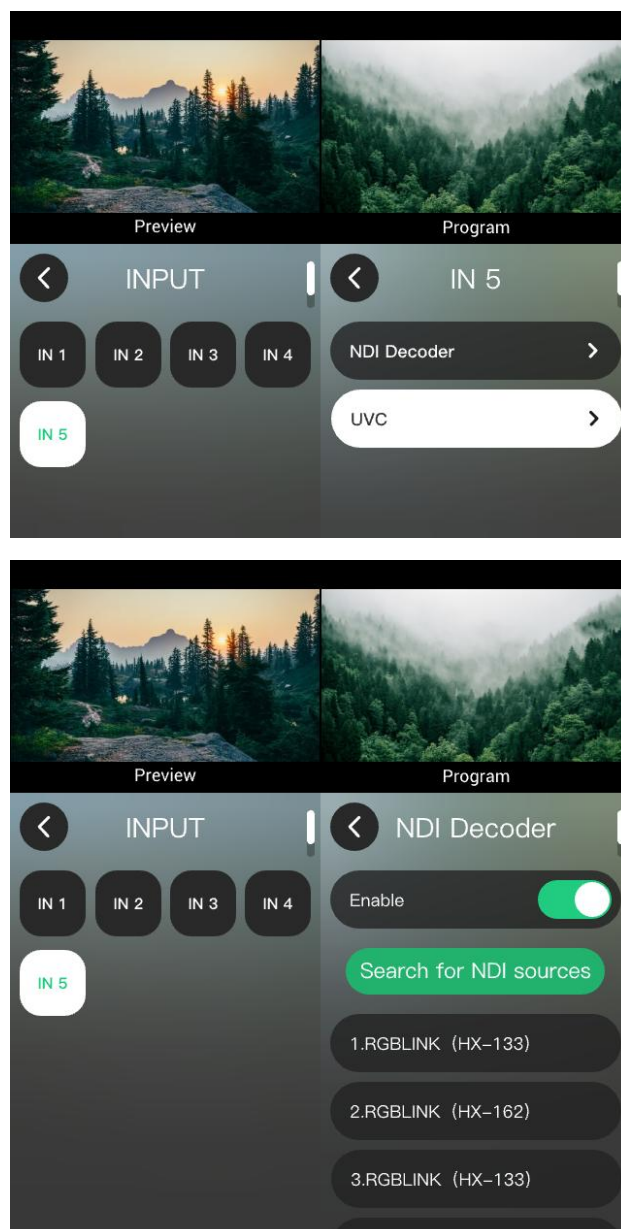 Preview
Program
INPUT
IN 5
IN 1
IN 2
IN 3
IN 4
NDI Decoder
IN 5
UVC
Preview
Program
INPUT
NDI Decoder
IN 1
IN 2
IN 3
IN 4
Enable
IN 5
Search for NDI sources
1.RGBLINK（HX-133）
2.RGBLINK（HX-162）
3.RGBLINK（HX-133）